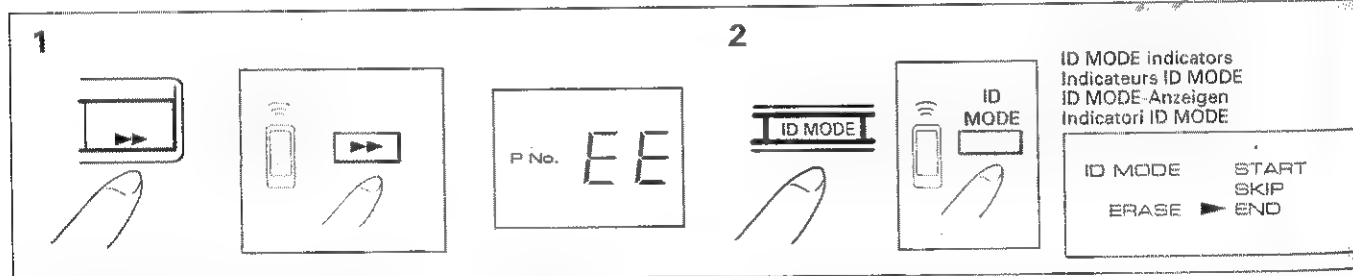 1
▶▶
▶▶
P No. EE
2
ID MODE
ID
MODE
ID MODE indicators
Indicateurs ID MODE
ID MODE-Anzeigen
Indicatori ID MODE
ID MODE START
SKIP
ERASE ▶ END